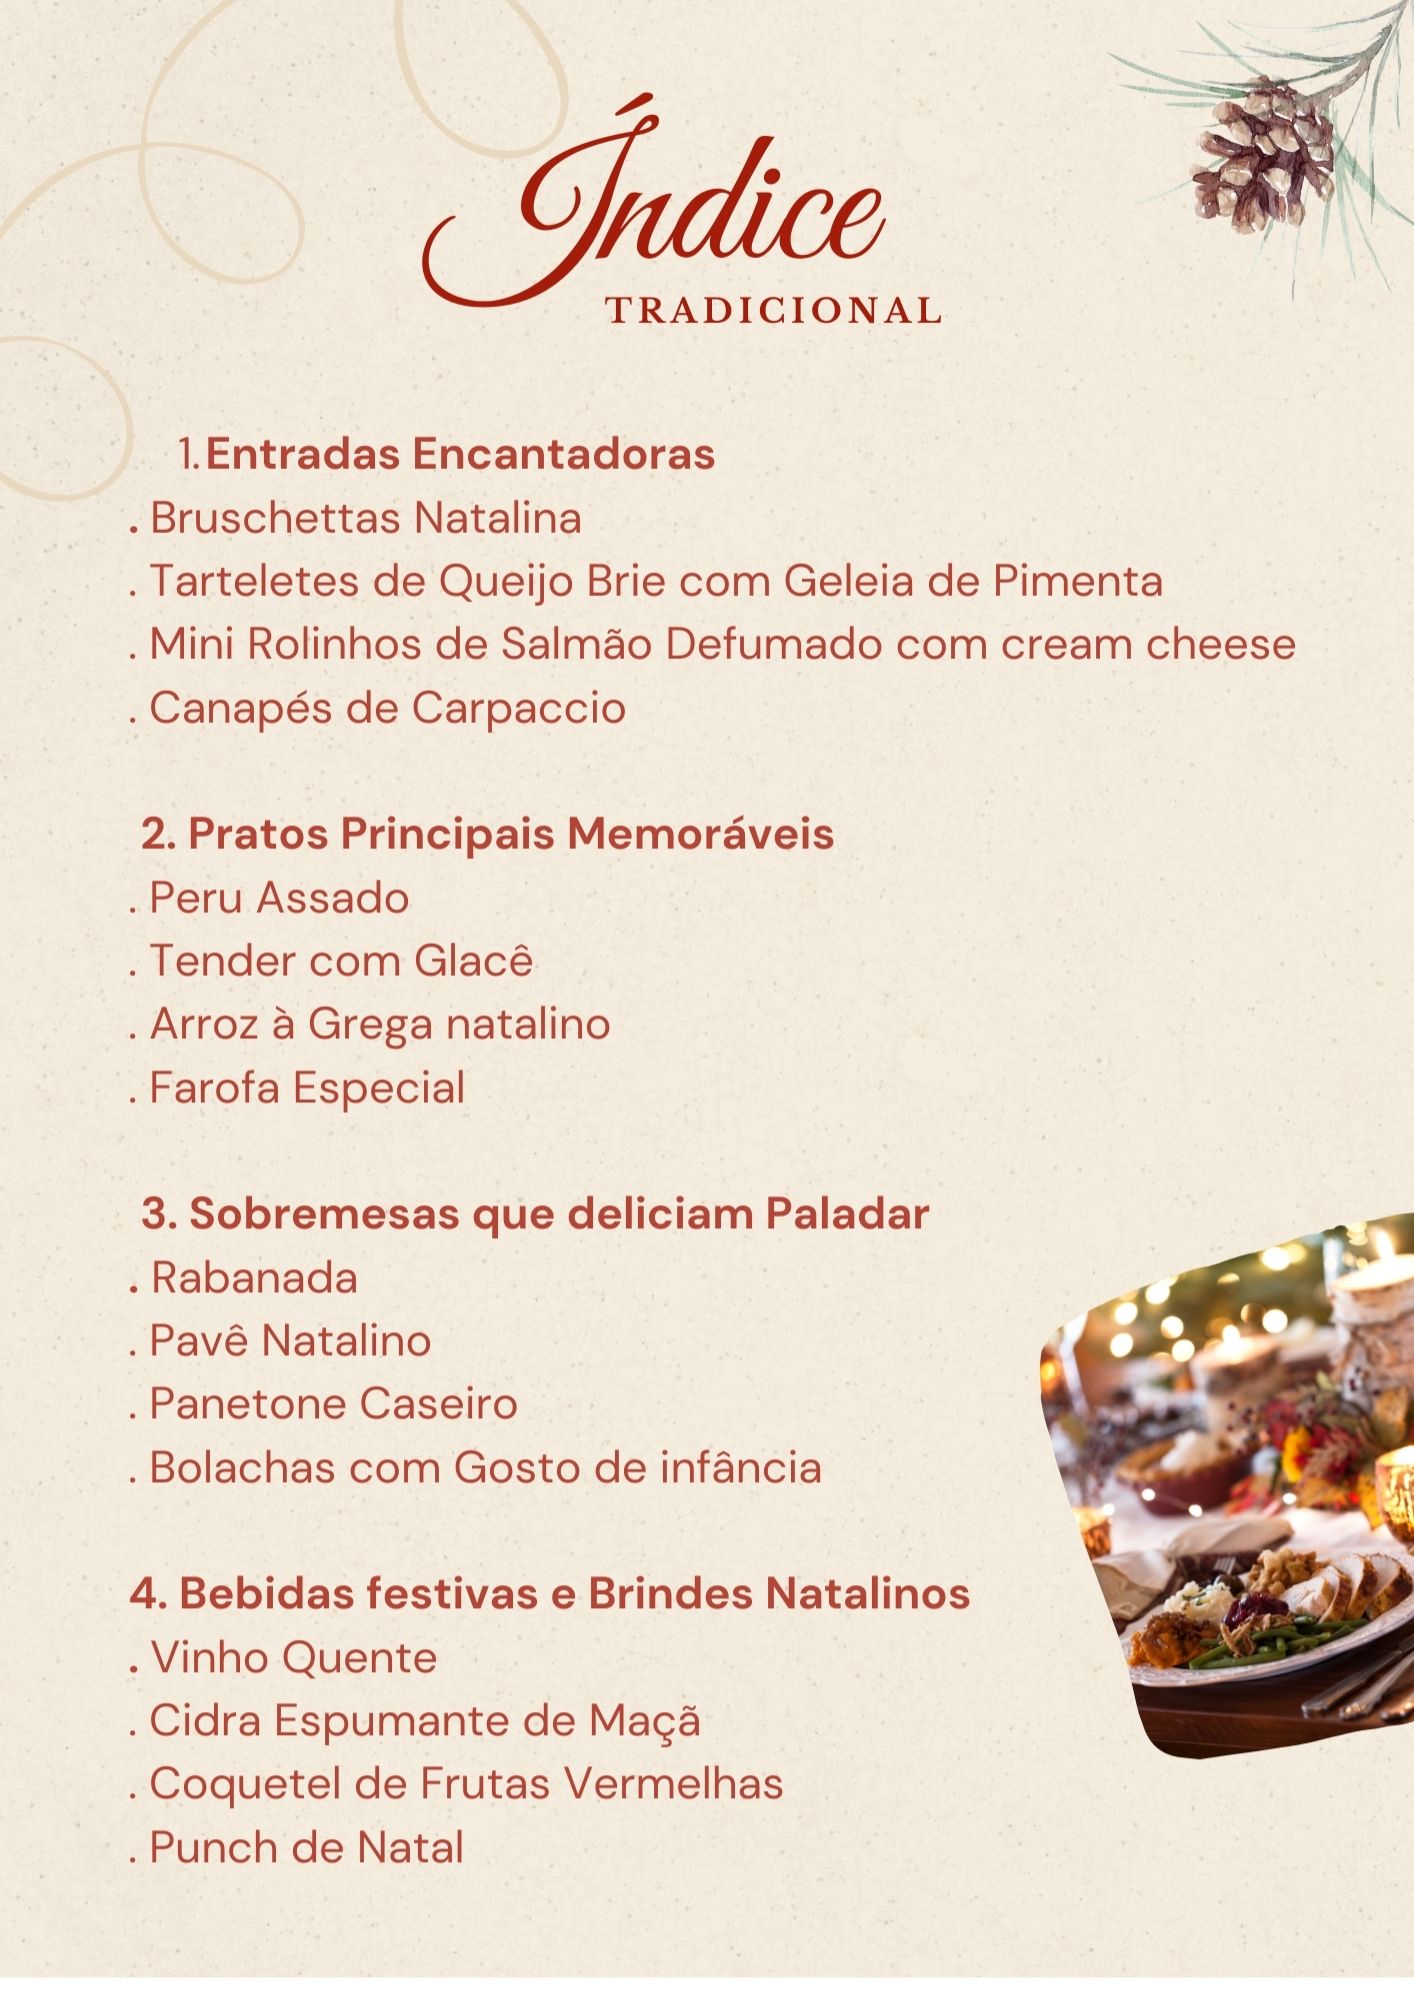 Índice
TRADICIONAL
1. Entradas Encantadoras
. Bruschettas Natalina
. Tarteletes de Queijo Brie com Geleia de Pimenta
. Mini Rolinhos de Salmão Defumado com cream cheese
. Canapés de Carpaccio
2. Pratos Principais Memoráveis
. Peru Assado
. Tender com Glacê
. Arroz à Grega natalino
. Farofa Especial
3. Sobremesas que deliciam Paladar
. Rabanada
. Pavê Natalino
. Panetone Caseiro
. Bolachas com Gosto de infância
4. Bebidas festivas e Brindes Natalinos
. Vinho Quente
. Cidra Espumante de Maçã
. Coquetel de Frutas Vermelhas
. Punch de Natal